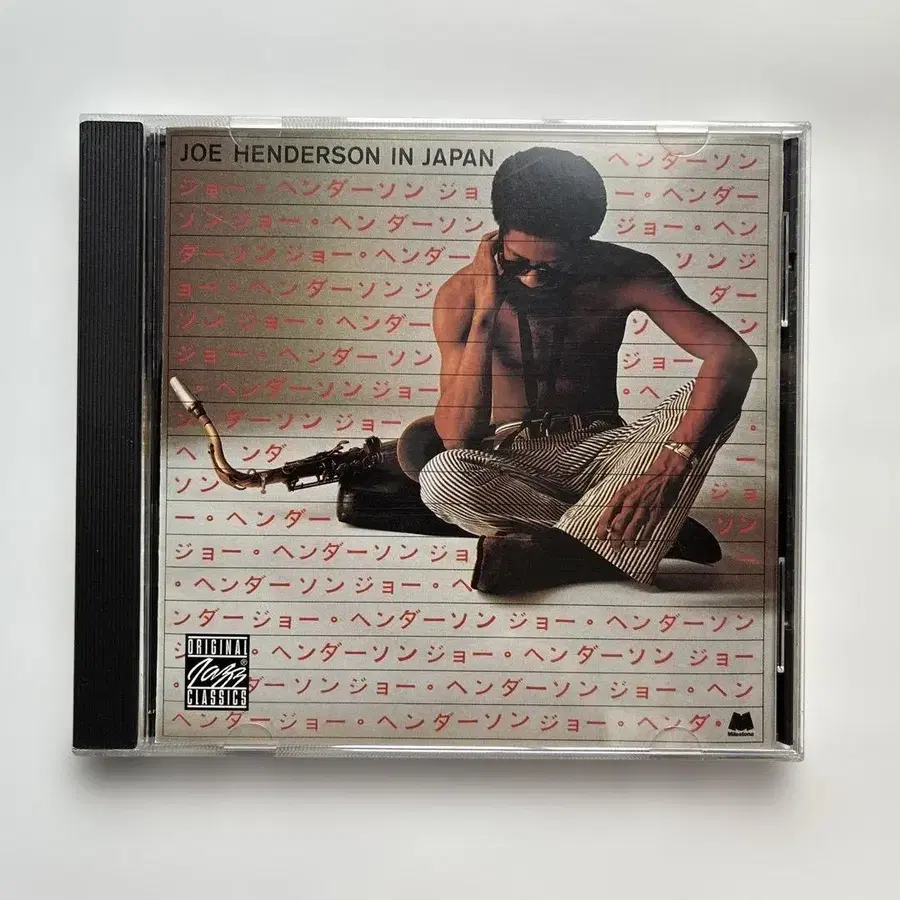 JOE HENDERSON IN JAPAN ヘンダーソン
ジョー・ヘンダーソン ジョ ー・ヘンダー
ソン ジョー・ヘンダーソン ジョー・ヘン
ダーソン ジョー・ヘンダー ソン ジ
ョー・ヘンダーソン ジ ダー
ソン ジョー・ヘンダー ソ ン
ジョー・ヘンダーソン ジョー
・ヘンダーソン ジョー ・ヘ
ンダーソン ジョー ・
ヘ ンダ ー
ソン ジョ
ー・ヘンダー ソン
ジョー・ヘンダーソン ジョ ー
・ヘンダーソン ジョー・ヘ
ンダー ジョー・ヘンダーソン ジョー・ヘンダーソン
ジ ・ヘンダーソン ジョー・ヘンダーソン ジョー
・ ダーソン ジョー・ヘンダーソン ジョー・ヘン
ヘンダー ジョー・ヘンダーソン ジョー・ヘンダ・
ORIGINAL
Jazz®
CLASSICS
Milestone